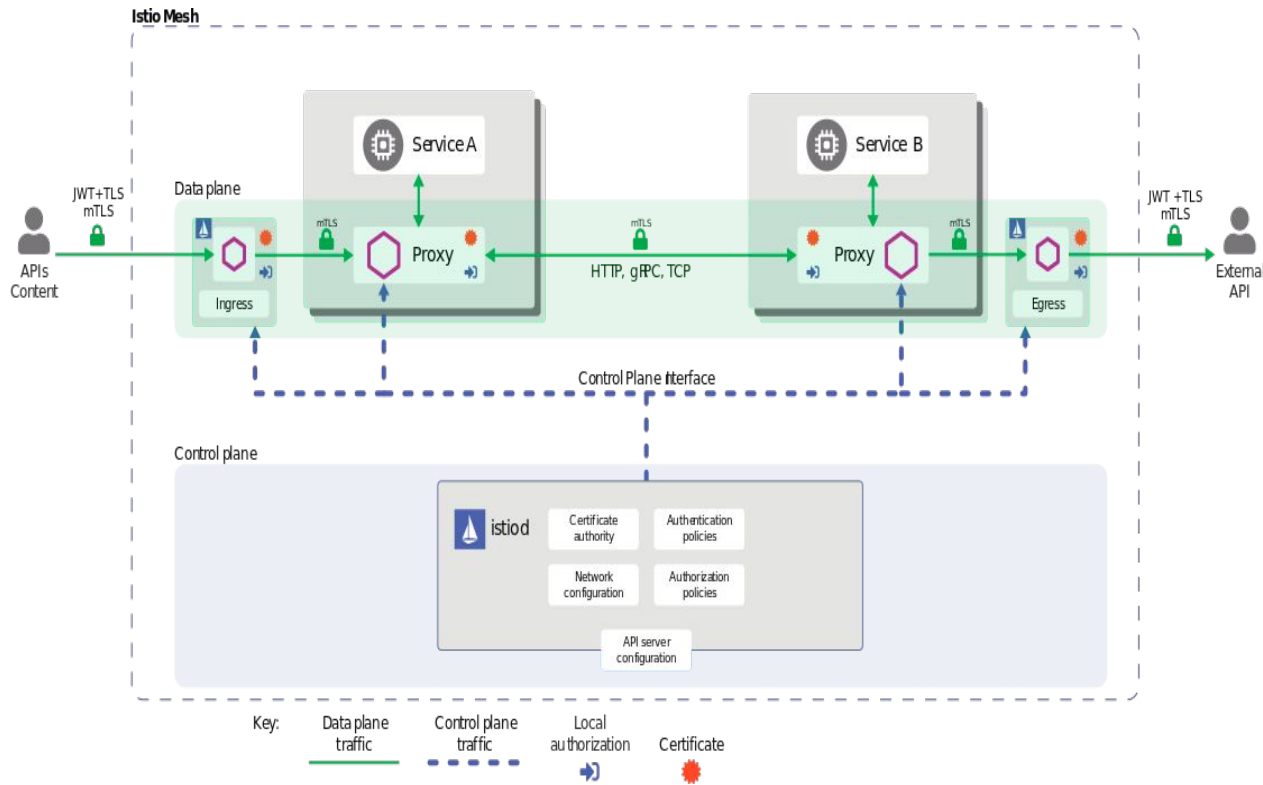 Istio Mesh
Service A
Service B
Data plane
JWT+TLS
mTLS
JWT +TLS
mTLS
mTLS
mTLS
mTLS
Proxy
Proxy
HTTP, gRPC, TCP
APIs
Content
External
API
Ingress
Egress
Control Plane Interface
Control plane
istiod
Certificate
authority
Authentication
policies
Network
configuration
Authorization
policies
API server
configuration
Key:
Data plane
traffic
Control plane
traffic
Local
authorization
Certificate